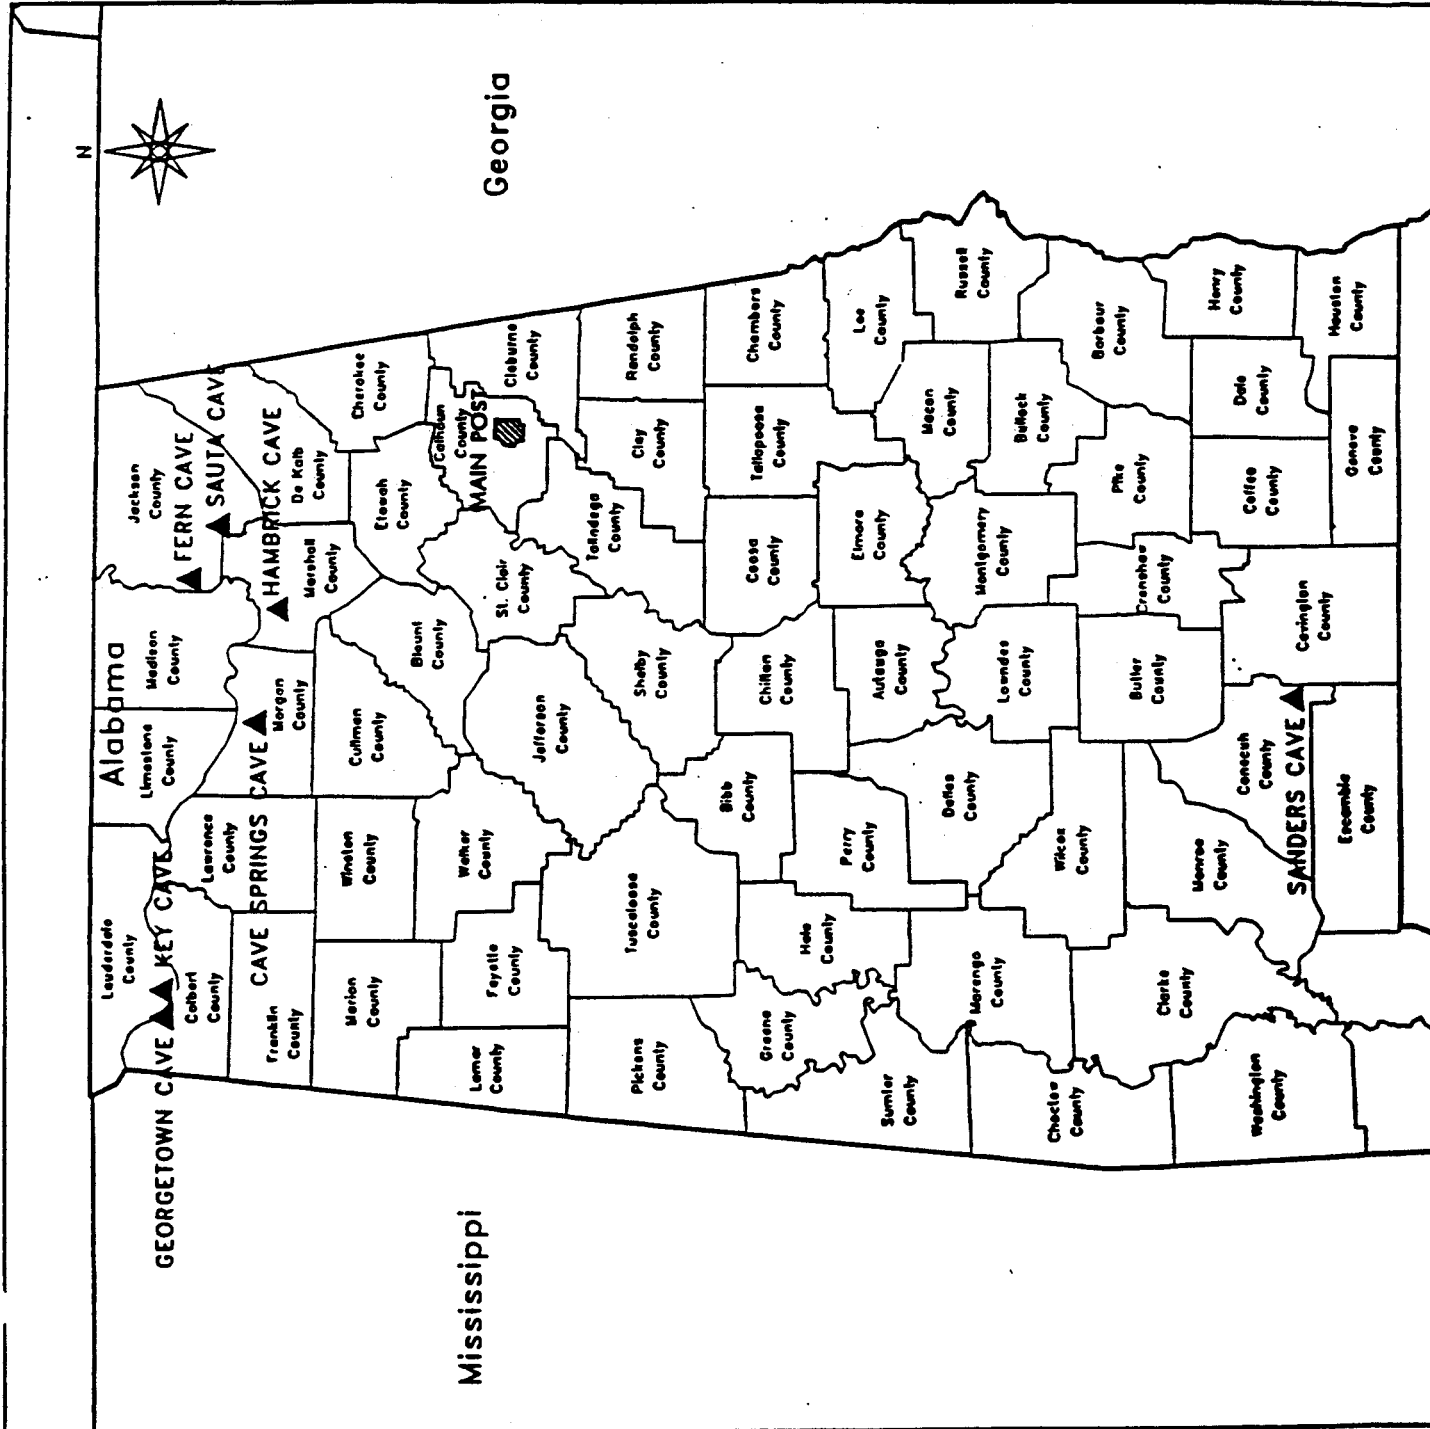 N
Georgia
Alabama
Mississippi
GEORGETOWN CAVE
KEY CAVE
FERN CAVE
SAUTA CAVE
HAMBRICK CAVE
CAVE SPRINGS CAVE
MAIN POST
SANDERS CAVE
Lauderdale
County
Limestone
County
Madison
County
Jackson
County
Colbert
County
Lawrence
County
Morgan
County
Marshall
County
De Kalb
County
Franklin
County
Marion
County
Winston
County
Cullman
County
Blount
County
Etowah
County
Cherokee
County
Calhoun
County
Cleburne
County
Lamar
County
Fayette
County
Walker
County
Jefferson
County
St. Clair
County
Talladega
County
Clay
County
Randolph
County
Pickens
County
Tuscaloosa
County
Shelby
County
Bibb
County
Chilton
County
Coosa
County
Tallapoosa
County
Chambers
County
Greene
County
Hale
County
Perry
County
Autauga
County
Elmore
County
Lee
County
Macon
County
Russell
County
Sumter
County
Marengo
County
Dallas
County
Lowndes
County
Montgomery
County
Bullock
County
Barbour
County
Choctaw
County
Clarke
County
Wilcox
County
Butler
County
Crenshaw
County
Pike
County
Henry
County
Dale
County
Coffee
County
Houston
County
Geneva
County
Washington
County
Monroe
County
Conecuh
County
Covington
County
Escambia
County